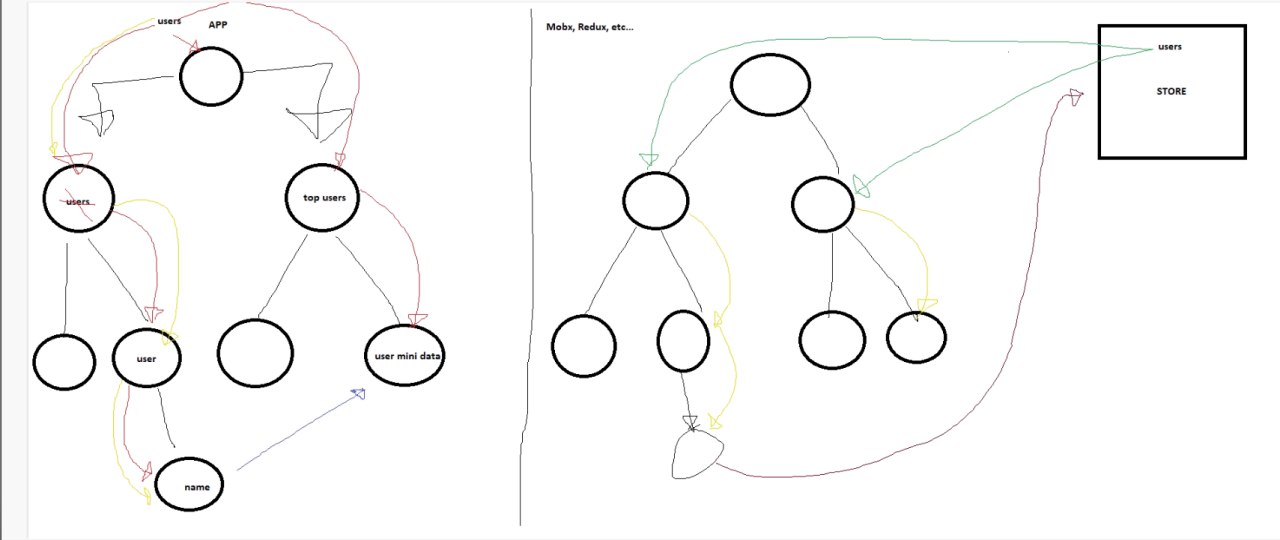 users
APP
users
top users
user
user mini data
name
Mobx, Redux, etc...
users
STORE